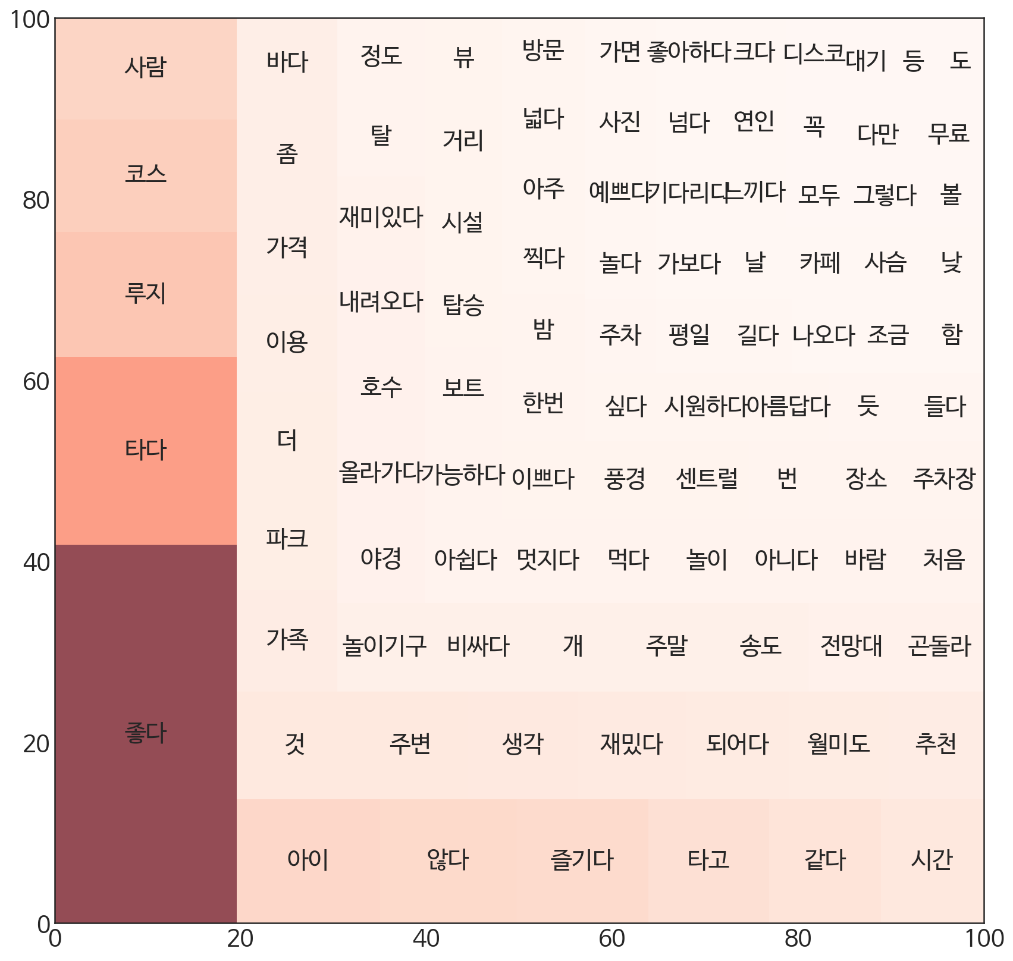 100
80
60
40
20
0
0 20 40 60 80 100
사람
코스
루지
타다
좋다
바다
좀
가격
이용
더
파크
가족
정도
탈
재미있다
내려오다
호수
올라가다
야경
뷰
거리
시설
탑승
보트
가능하다
아쉽다
방문
넓다
아주
찍다
밤
한번
이쁘다
멋지다
가면 좋아하다 크다 디스코 대기 등 도
사진 넘다 연인 꼭 다만 무료
예쁘다 기다리다 느끼다 모두 그렇다 볼
놀다 가보다 날 카페 사슴 낮
주차 평일 길다 나오다 조금 함
싶다 시원하다 아름답다 듯 들다
풍경 센트럴 번 장소 주차장
먹다 놀이 아니다 바람 처음
놀이기구 비싸다 개 주말 송도 전망대 곤돌라
것 주변 생각 재밌다 되어다 월미도 추천
아이 않다 즐기다 타고 같다 시간